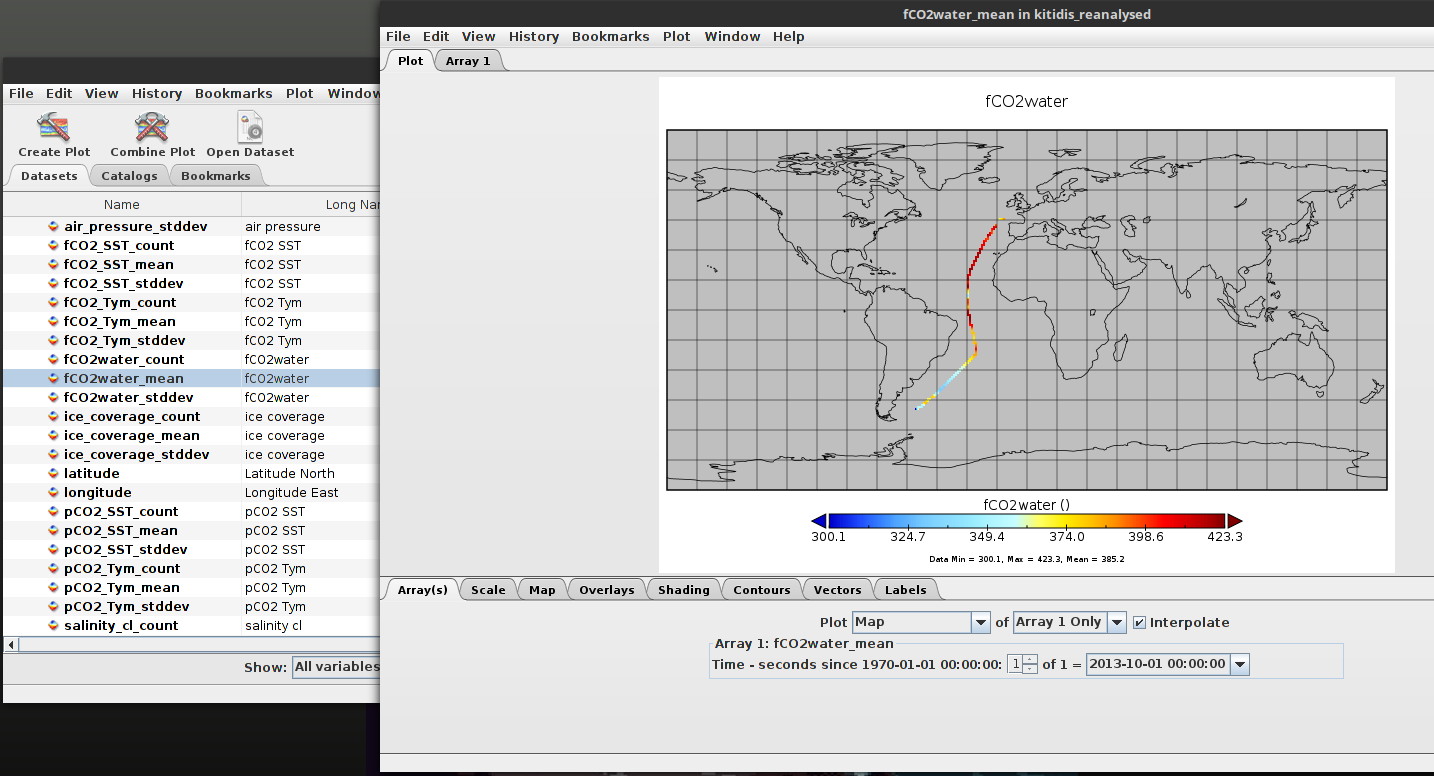 fCO2water_mean in kitidis_reanalysed
File Edit View History Bookmarks Plot Window Help
Plot Array 1
File Edit View History Bookmarks Plot Window
Create Plot Combine Plot Open Dataset
Datasets Catalogs Bookmarks
Name Long Nar
air_pressure_stddev air pressure
fCO2_SST_count fCO2 SST
fCO2_SST_mean fCO2 SST
fCO2_SST_stddev fCO2 SST
fCO2_Tym_count fCO2 Tym
fCO2_Tym_mean fCO2 Tym
fCO2_Tym_stddev fCO2 Tym
fCO2water_count fCO2water
fCO2water_mean fCO2water
fCO2water_stddev fCO2water
ice_coverage_count ice coverage
ice_coverage_mean ice coverage
ice_coverage_stddev ice coverage
latitude Latitude North
longitude Longitude East
pCO2_SST_count pCO2 SST
pCO2_SST_mean pCO2 SST
pCO2_SST_stddev pCO2 SST
pCO2_Tym_count pCO2 Tym
pCO2_Tym_mean pCO2 Tym
pCO2_Tym_stddev pCO2 Tym
salinity_cl_count salinity cl
Show: All variables
fCO2water
fCO2water ()
300.1 324.7 349.4 374.0 398.6 423.3
Data Min = 300.1, Max = 423.3, Mean = 385.2
Array(s) Scale Map Overlays Shading Contours Vectors Labels
Plot Map of Array 1 Only Interpolate
Array 1: fCO2water_mean
Time - seconds since 1970-01-01 00:00:00: 1 of 1 = 2013-10-01 00:00:00